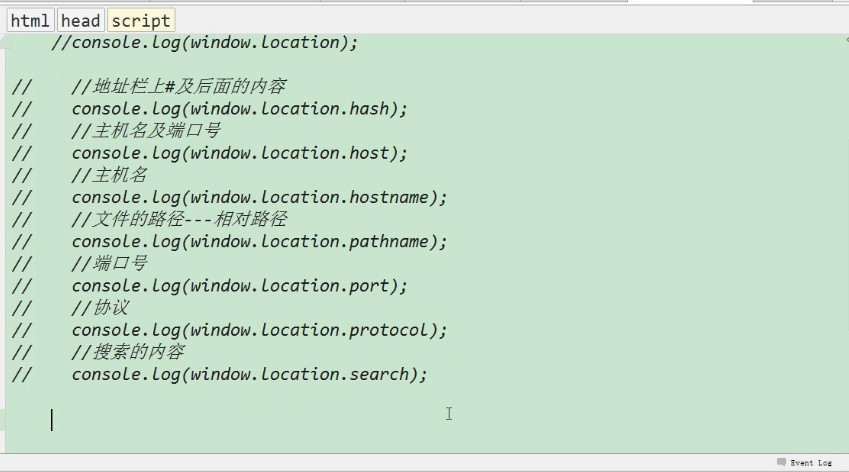 html head script
//console.log(window.location);
// //地址栏上#及后面的内容
// console.log(window.location.hash);
// //主机名及端口号
// console.log(window.location.host);
// //主机名
// console.log(window.location.hostname);
// //文件的路径---相对路径
// console.log(window.location.pathname);
// //端口号
// console.log(window.location.port);
// //协议
// console.log(window.location.protocol);
// //搜索的内容
// console.log(window.location.search);
Event Log